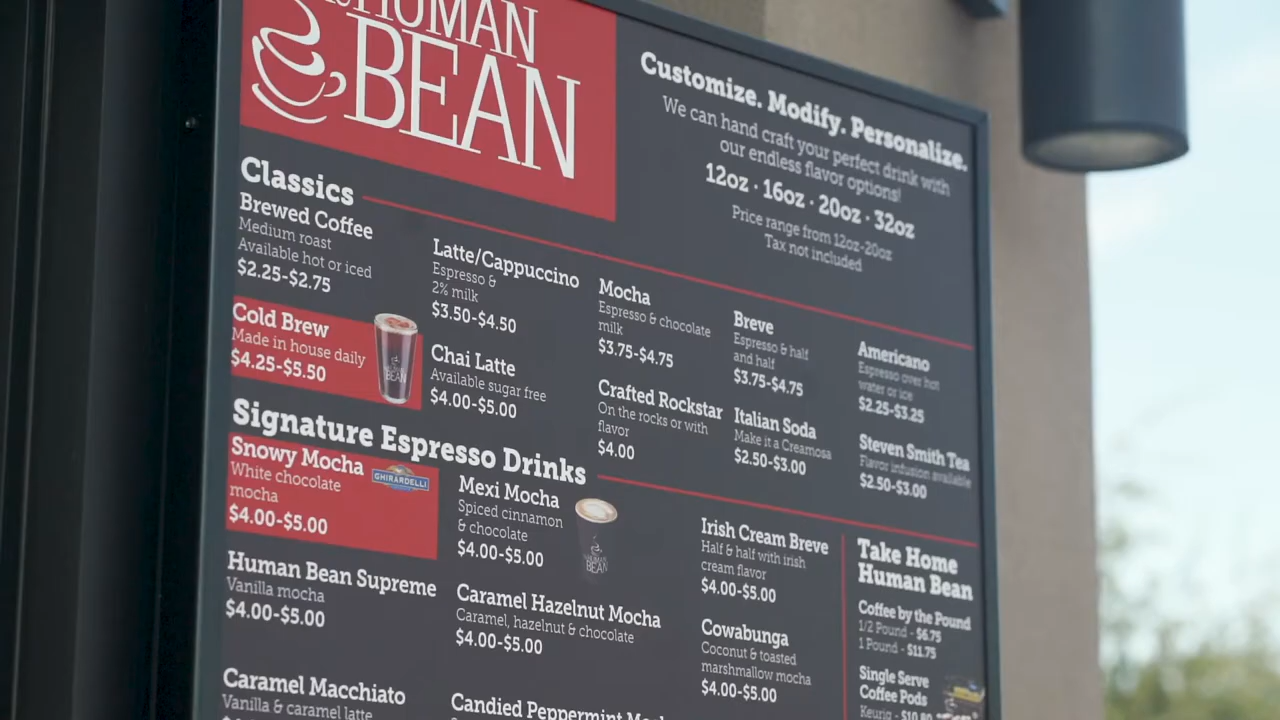 HUMAN
BEAN
Customize. Modify. Personalize.
We can hand craft your perfect drink with
our endless flavor options!
12oz · 16oz · 20oz · 32oz
Price range from 12oz-20oz
Tax not included
Classics
Brewed Coffee
Medium roast
Available hot or iced
$2.25-$2.75
Cold Brew
Made in house daily
$4.25-$5.50
Latte/Cappuccino
Espresso &
2% milk
$3.50-$4.50
Chai Latte
Available sugar free
$4.00-$5.00
Mocha
Espresso & chocolate
milk
$3.75-$4.75
Crafted Rockstar
On the rocks or with
flavor
$4.00
Breve
Espresso & half
and half
$3.75-$4.75
Italian Soda
Make it a Creamosa
$2.50-$3.00
Americano
Espresso over hot
water or ice
$2.25-$3.25
Steven Smith Tea
Flavor infusion available
$2.50-$3.00
Signature Espresso Drinks
Snowy Mocha
GHIRARDELLI
White chocolate
mocha
$4.00-$5.00
Human Bean Supreme
Vanilla mocha
$4.00-$5.00
Caramel Macchiato
Vanilla & caramel latte
Mexi Mocha
Spiced cinnamon
& chocolate
$4.00-$5.00
HUMAN
BEAN
Caramel Hazelnut Mocha
Caramel, hazelnut & chocolate
$4.00-$5.00
Candied Peppermint
Irish Cream Breve
Half & half with irish
cream flavor
$4.00-$5.00
Cowabunga
Coconut & toasted
marshmallow mocha
$4.00-$5.00
Take Home
Human Bean
Coffee by the Pound
1/2 Pound - $6.75
1 Pound - $11.75
Single Serve
Coffee Pods
Keurig - $10.80